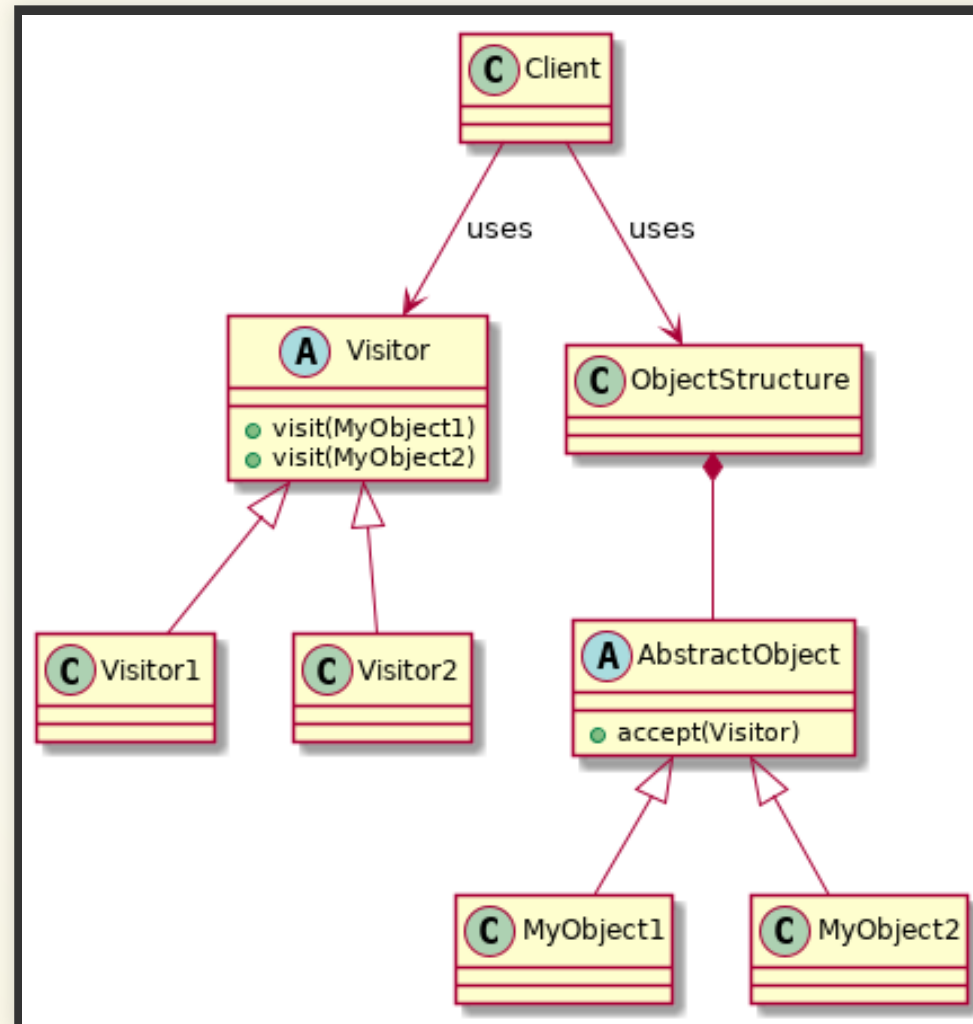 C Client
uses
uses
A Visitor
visit(MyObject1)
visit(MyObject2)
C ObjectStructure
C Visitor1
C Visitor2
A AbstractObject
accept(Visitor)
C MyObject1
C MyObject2